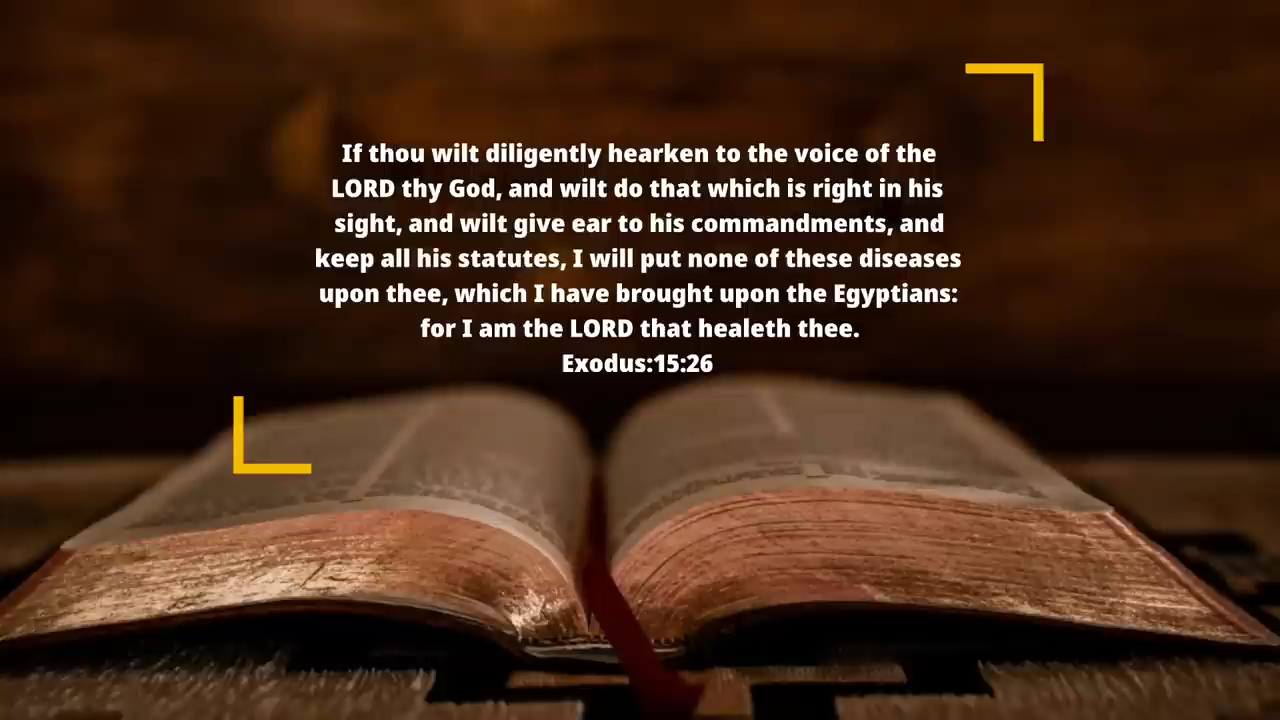 If thou wilt diligently hearken to the voice of the
LORD thy God, and wilt do that which is right in his
sight, and wilt give ear to his commandments, and
keep all his statutes, I will put none of these diseases
upon thee, which I have brought upon the Egyptians:
for I am the LORD that healeth thee.
Exodus:15:26